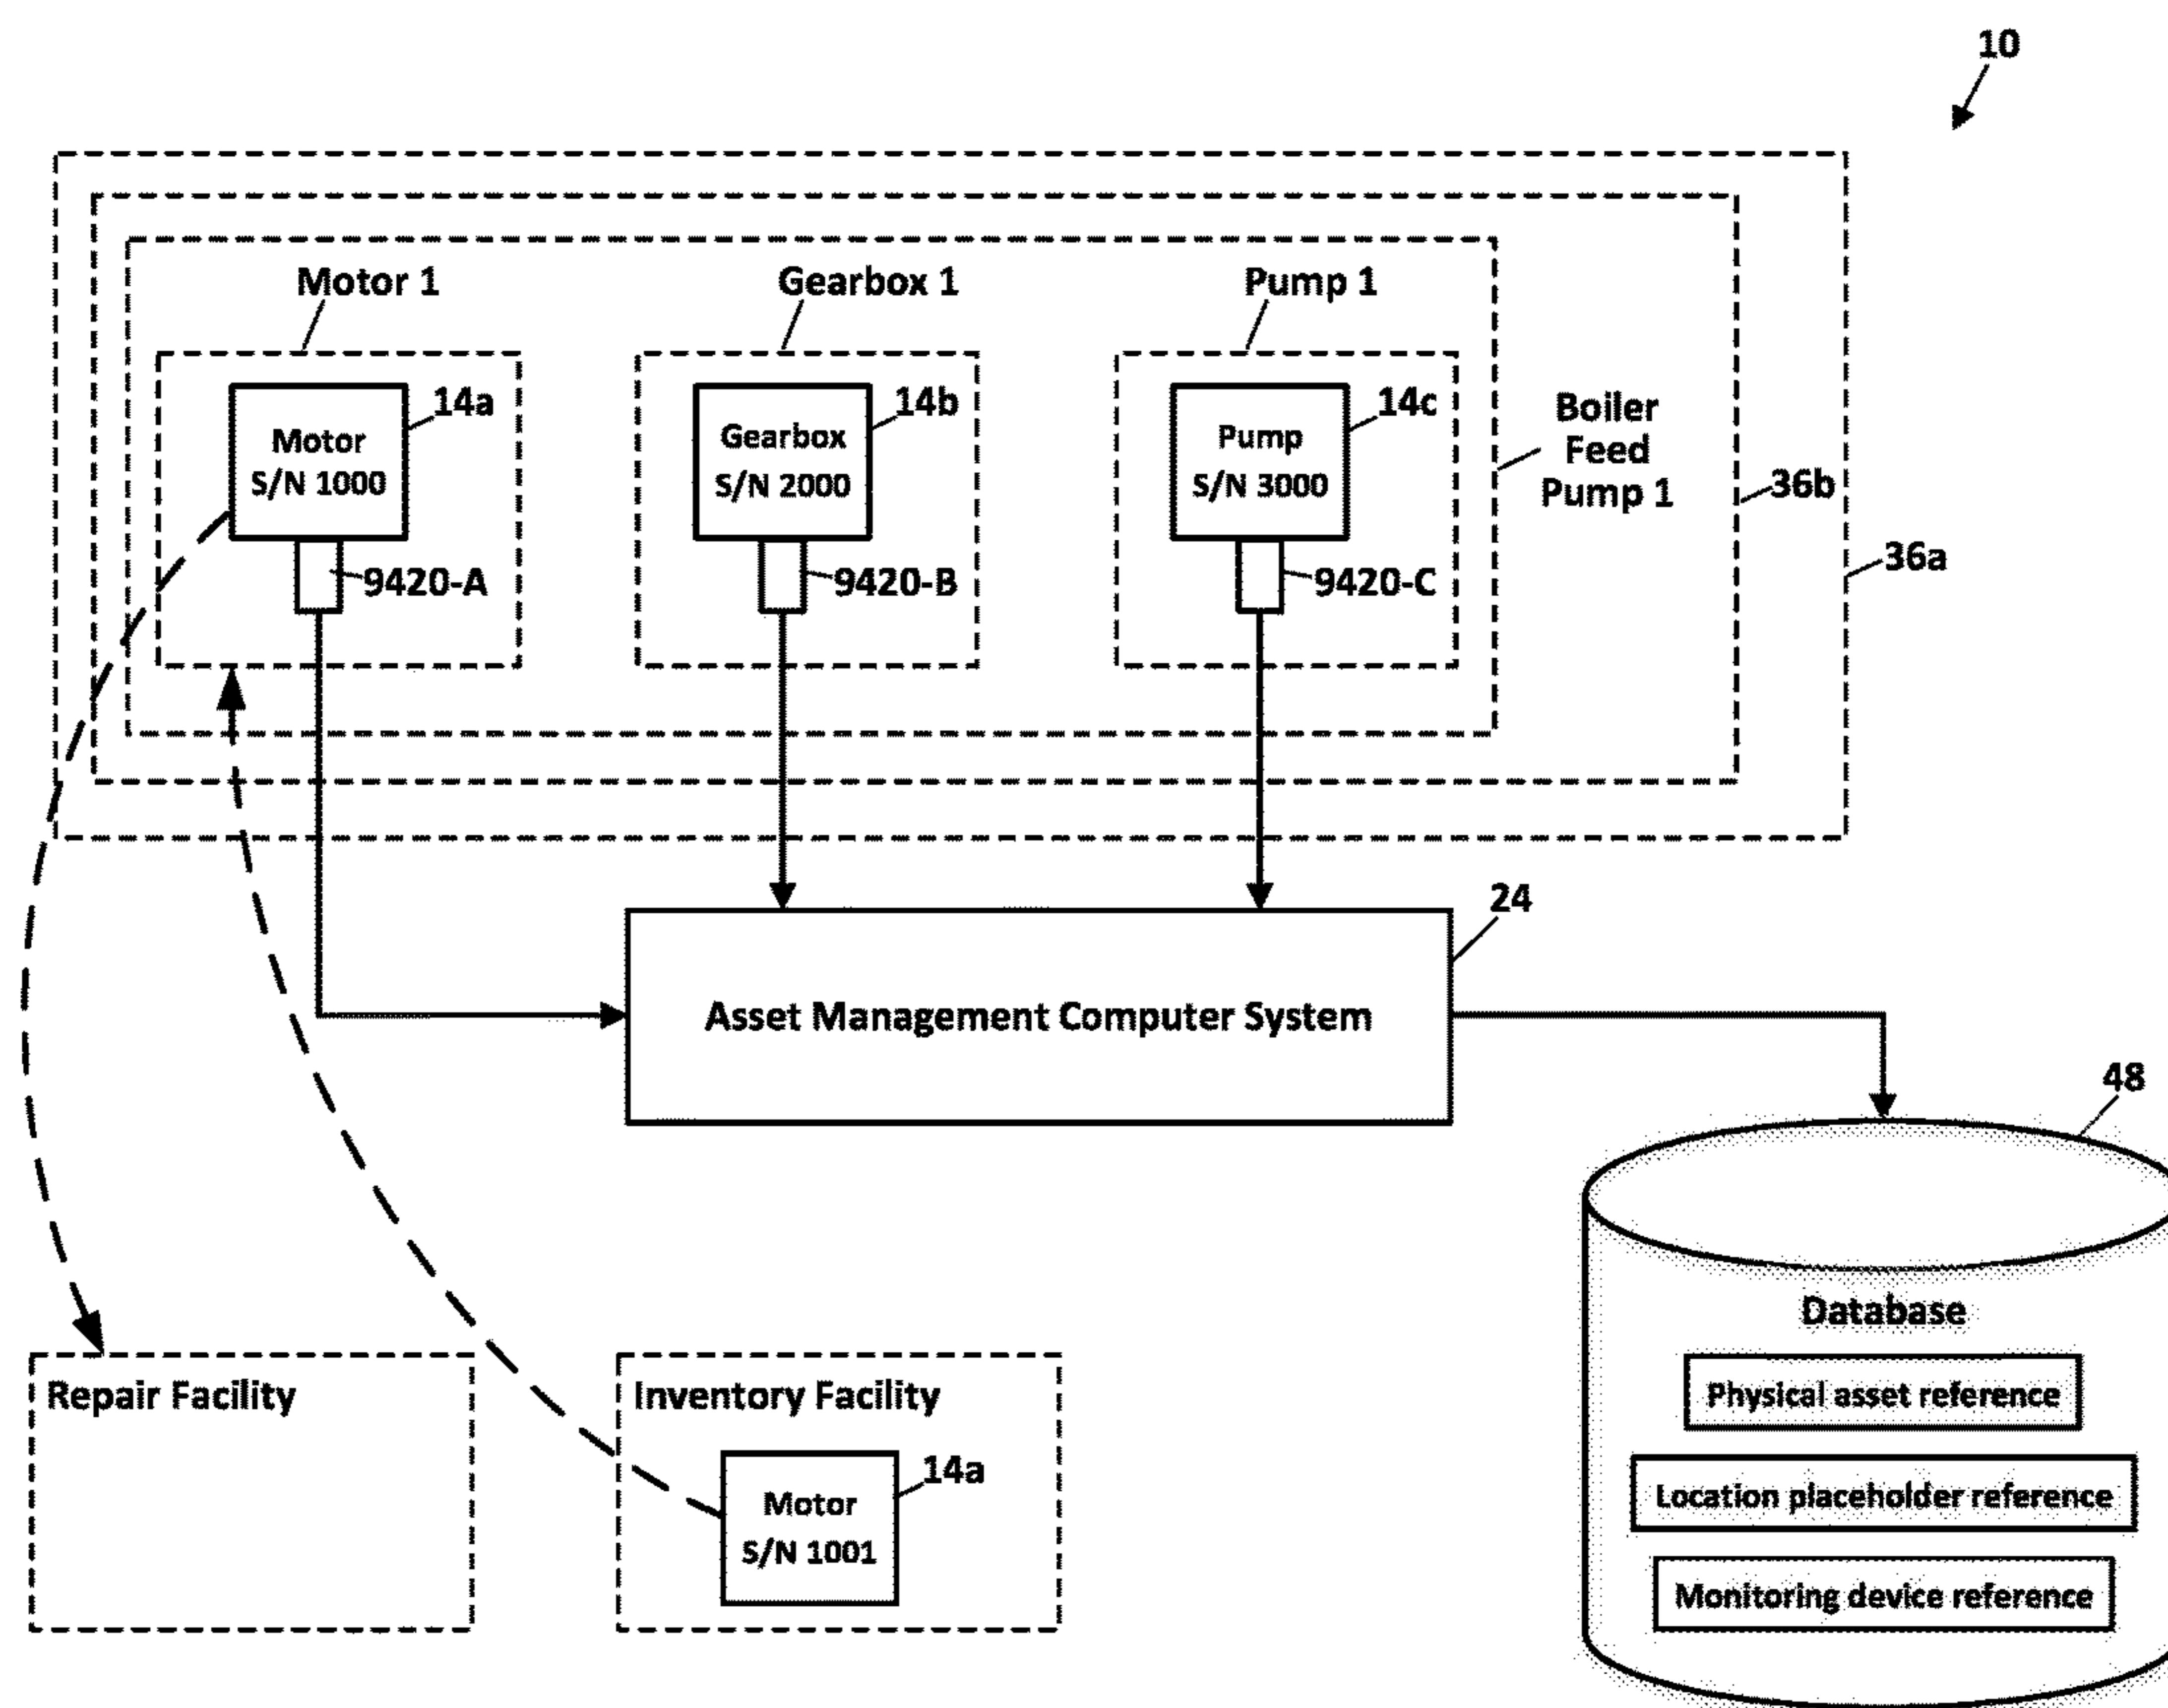 10
Motor 1
Gearbox 1
Pump 1
14a
14b
14c
Motor
S/N 1000
Gearbox
S/N 2000
Pump
S/N 3000
Boiler
Feed
Pump 1
36b
36a
9420-A
9420-B
9420-C
24
Asset Management Computer System
48
Database
Repair Facility
Inventory Facility
Physical asset reference
14a
Motor
S/N 1001
Location placeholder reference
Monitoring device reference